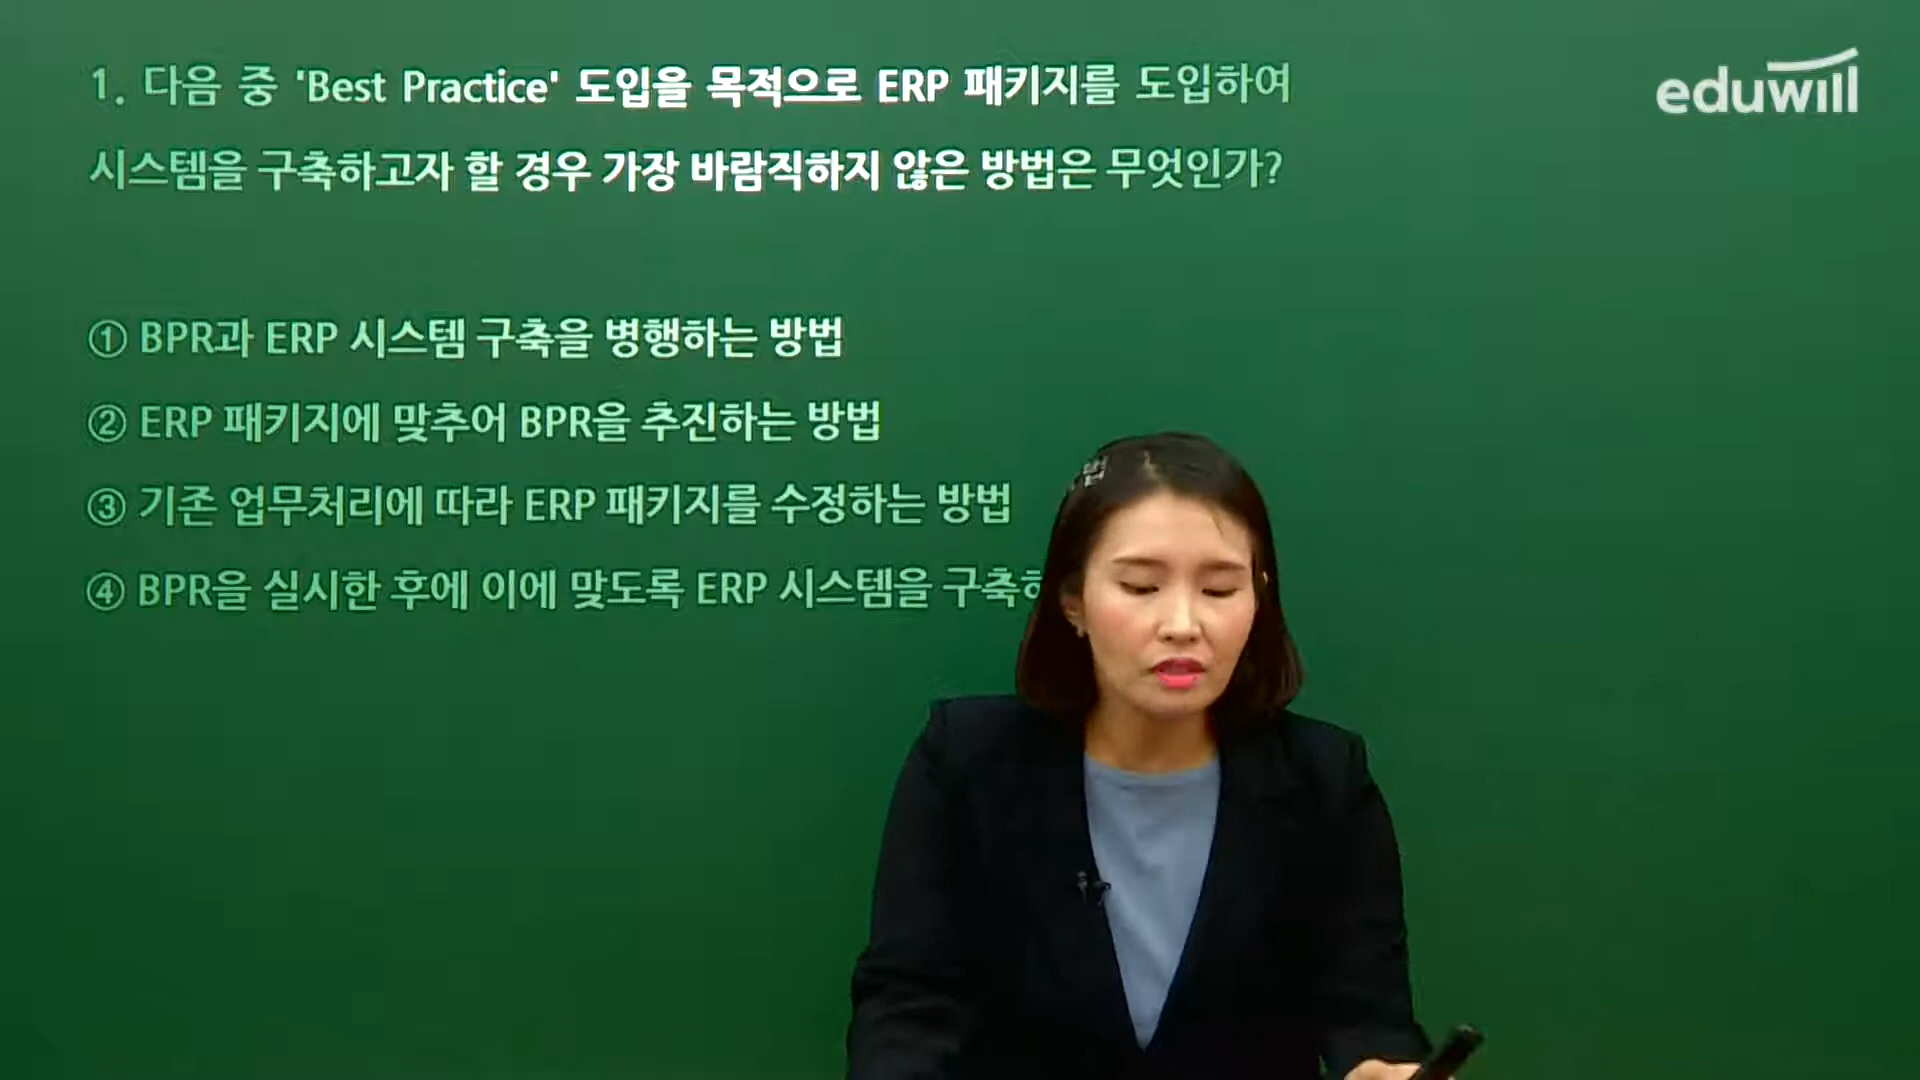 1. 다음 중 'Best Practice' 도입을 목적으로 ERP 패키지를 도입하여
eduwill
시스템을 구축하고자 할 경우 가장 바람직하지 않은 방법은 무엇인가?
① BPR과 ERP 시스템 구축을 병행하는 방법
② ERP 패키지에 맞추어 BPR을 추진하는 방법
③ 기존 업무처리에 따라 ERP 패키지를 수정하는 방법
④ BPR을 실시한 후에 이에 맞도록 ERP 시스템을